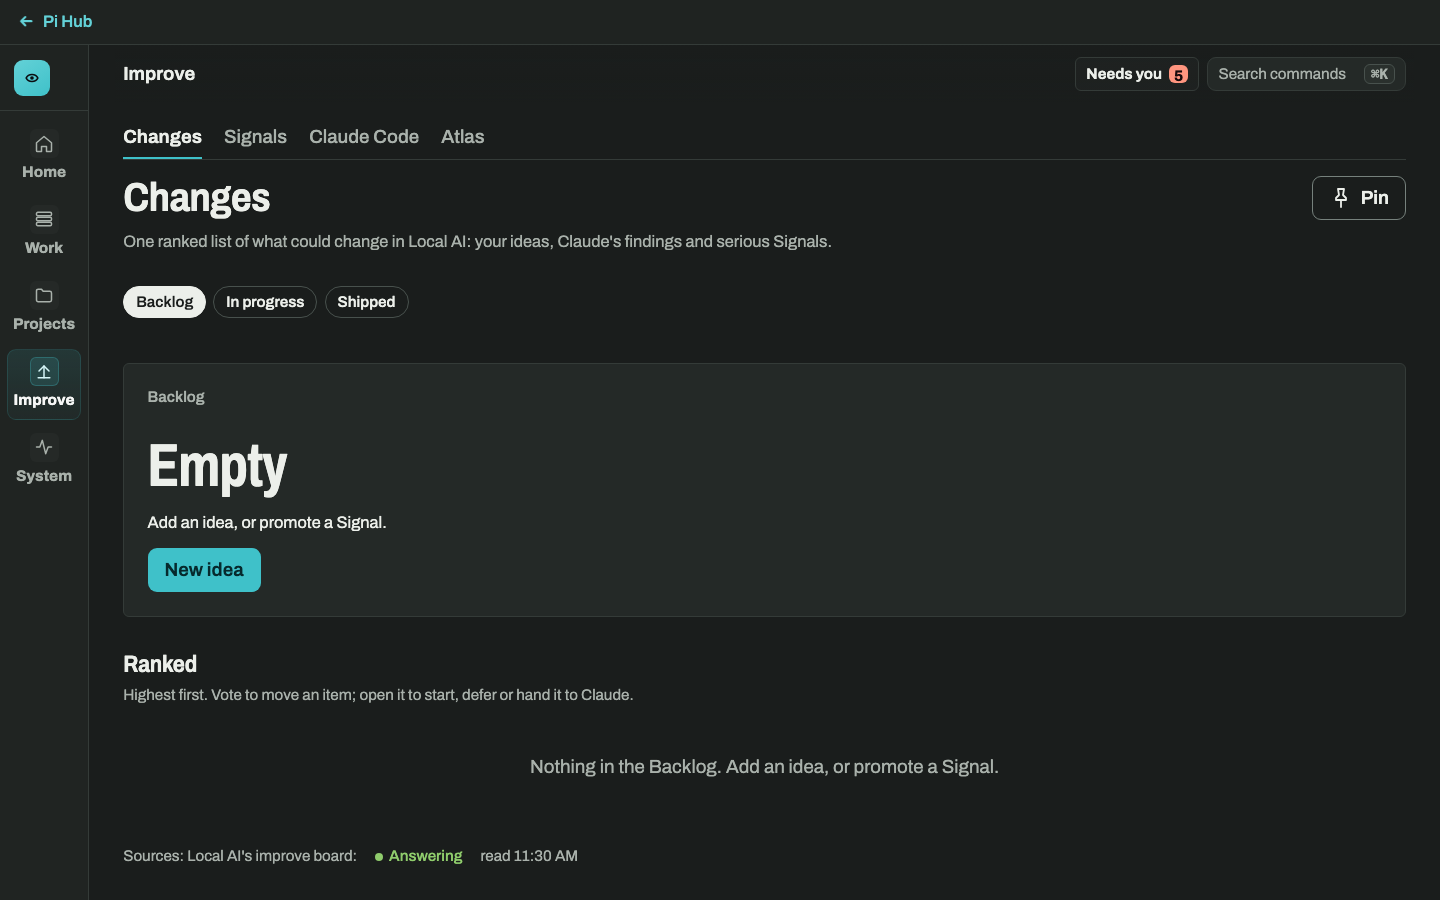 Pi Hub
Improve
Needs you 5
Search commands ⌘K
Home
Work
Projects
Improve
System
Changes Signals Claude Code Atlas
Changes
Pin
One ranked list of what could change in Local AI: your ideas, Claude's findings and serious Signals.
Backlog In progress Shipped
Backlog
Empty
Add an idea, or promote a Signal.
New idea
Ranked
Highest first. Vote to move an item; open it to start, defer or hand it to Claude.
Nothing in the Backlog. Add an idea, or promote a Signal.
Sources: Local AI's improve board: Answering read 11:30 AM